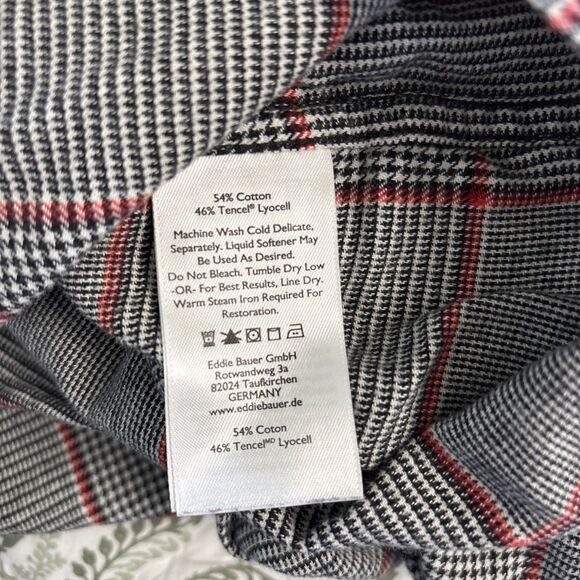 54% Cotton
46% Tencel® Lyocell
Machine Wash Cold Delicate,
Separately. Liquid Softener May
Be Used As Desired.
Do Not Bleach. Tumble Dry Low
-OR- For Best Results, Line Dry.
Warm Steam Iron Required For
Restoration.
Eddie Bauer GmbH
Rotwandweg 3a
82024 Taufkirchen
GERMANY
www.eddiebauer.de
54% Coton
46% Tencelᴹᴰ Lyocell